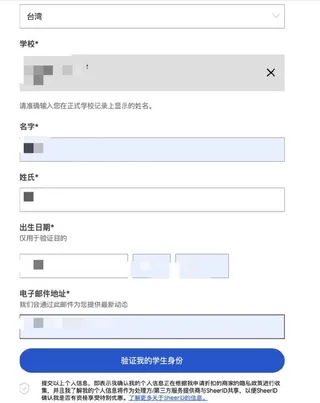 台湾
学校*
请准确输入您在正式学校记录上显示的姓名。
名字*
姓氏*
出生日期*
仅用于验证目的
电子邮件地址*
我们会通过此邮件为您提供最新动态
验证我的学生身份
提交以上个人信息，即表示我确认我的个人信息正在根据我申请折扣的商家的隐私政策进行收
集，并且我了解我的个人信息将作为处理方/第三方服务提供商与SheerID共享，以便SheerID
确认我是否有资格享受特别优惠。了解更多关于SheerID的信息。